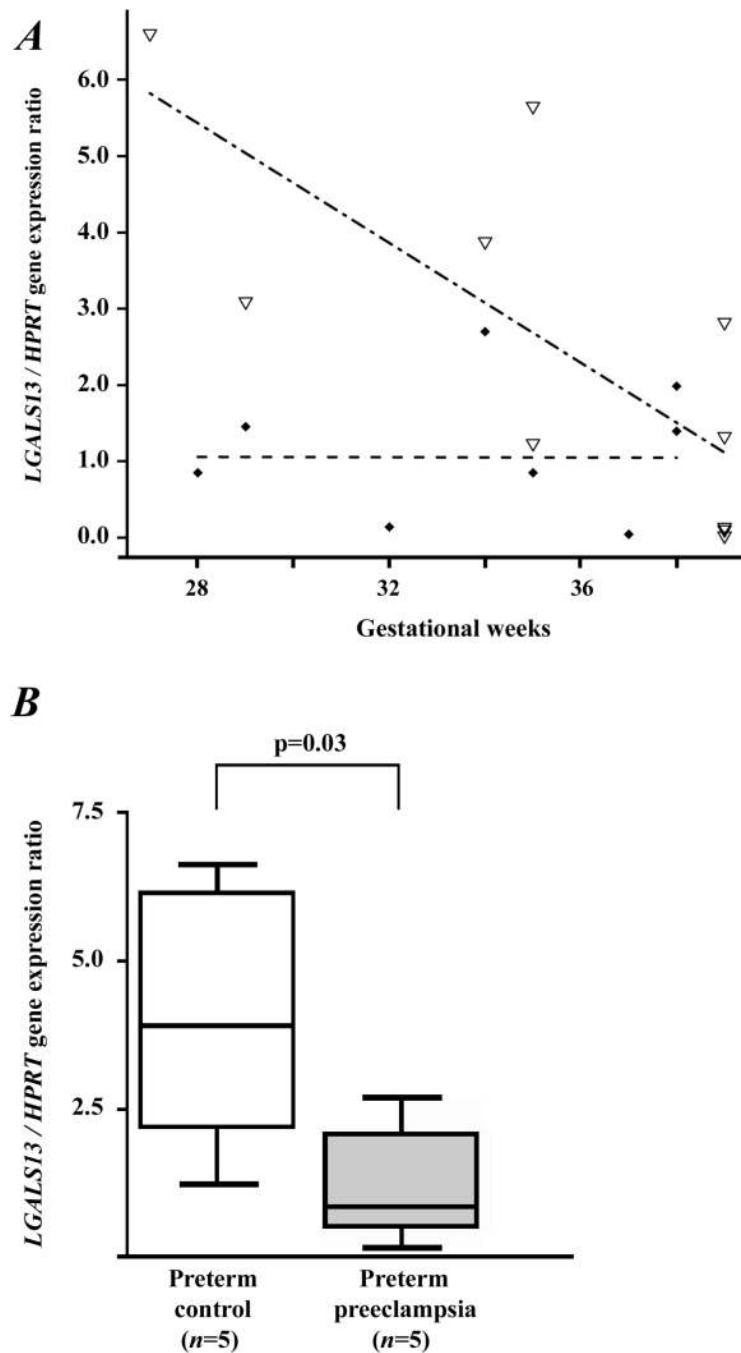 A
LGALS13 / HPRT gene expression ratio
6.0
5.0
4.0
3.0
2.0
1.0
0.0
28 32 36
Gestational weeks
B
p=0.03
LGALS13 / HPRT gene expression ratio
7.5
5.0
2.5
Preterm Preterm
control preeclampsia
(n=5) (n=5)